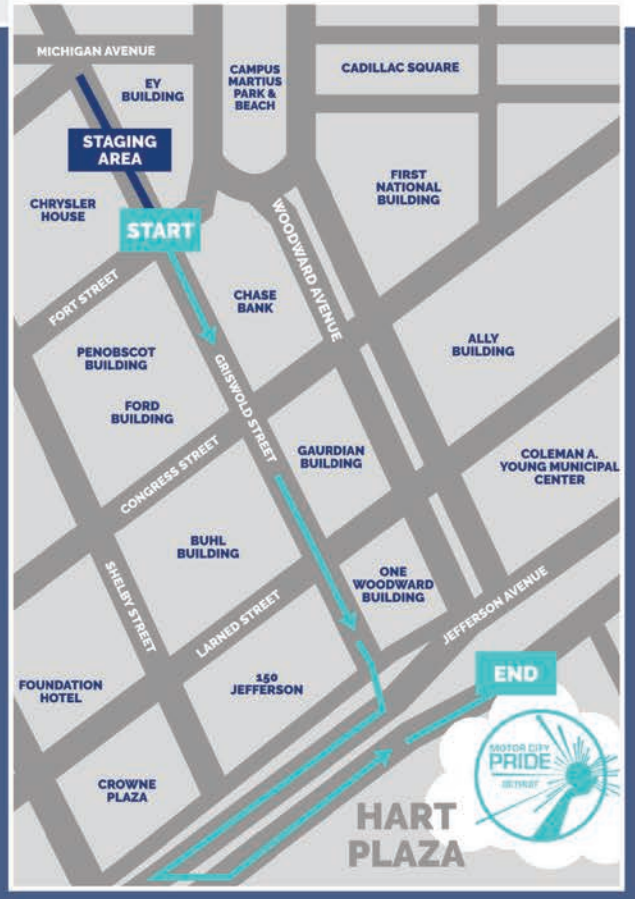 MICHIGAN AVENUE
EY
BUILDING
CAMPUS
MARTIUS
PARK &
BEACH
CADILLAC SQUARE
STAGING
AREA
FIRST
NATIONAL
BUILDING
CHRYSLER
HOUSE
START
WOODWARD AVENUE
FORT STREET
CHASE
BANK
PENOBSCOT
BUILDING
ALLY
BUILDING
GRISWOLD STREET
FORD
BUILDING
CONGRESS STREET
GAURDIAN
BUILDING
COLEMAN A.
YOUNG MUNICIPAL
CENTER
BUHL
BUILDING
SHELBY STREET
ONE
WOODWARD
BUILDING
JEFFERSON AVENUE
LARNED STREET
FOUNDATION
HOTEL
150
JEFFERSON
END
MOTOR CITY
PRIDE
DETROIT
CROWNE
PLAZA
HART
PLAZA